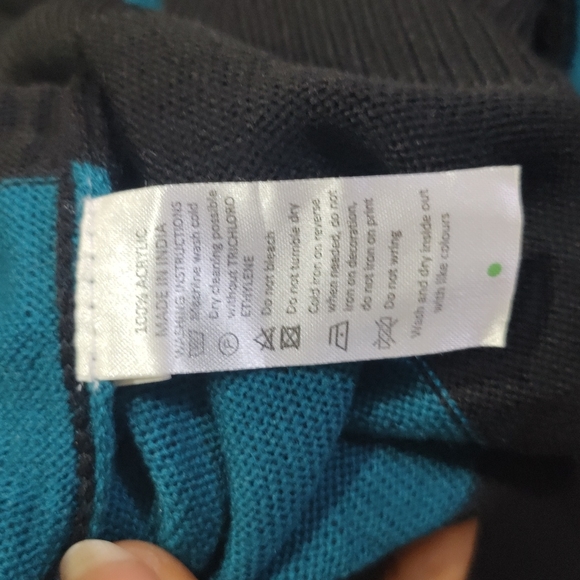 100% ACRYLIC
MADE IN INDIA
WASHING INSTRUCTIONS
Machine wash cold
Dry cleaning possible
without TRICHLORO
ETHYLENE
Do not bleach
Do not tumble dry
Cold iron on reverse
when needed, do not
iron on decoration,
do not iron on print
Do not wring
Wash and dry inside out
with like colours